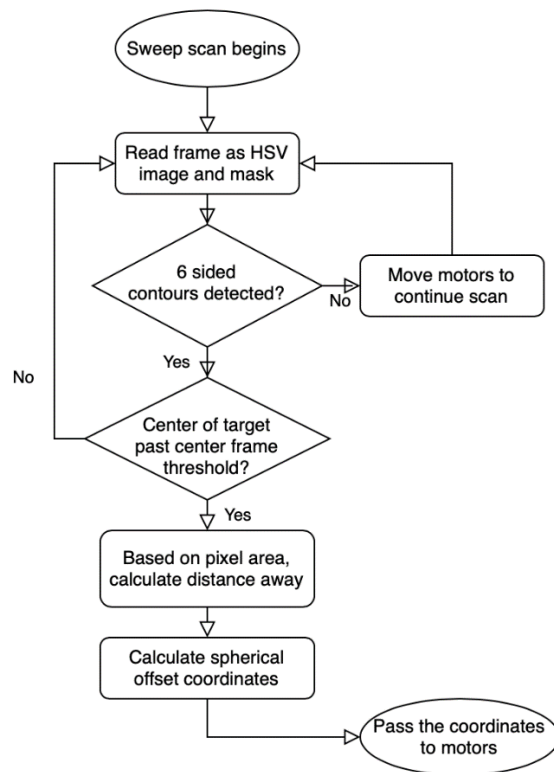 Sweep scan begins
Read frame as HSV
image and mask
6 sided
contours detected?
No
Move motors to
continue scan
Yes
No
Center of target
past center frame
threshold?
Yes
Based on pixel area,
calculate distance away
Calculate spherical
offset coordinates
Pass the coordinates
to motors